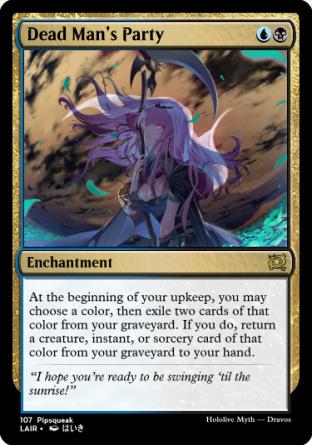 Dead Man's Party
Enchantment
At the beginning of your upkeep, you may
choose a color, then exile two cards of that
color from your graveyard. If you do, return
a creature, instant, or sorcery card of that
color from your graveyard to your hand.
“I hope you're ready to be swinging ‘til the
sunrise!”
107 Pipsqueak
Hololive Myth — Dravos
LAIR • はいき